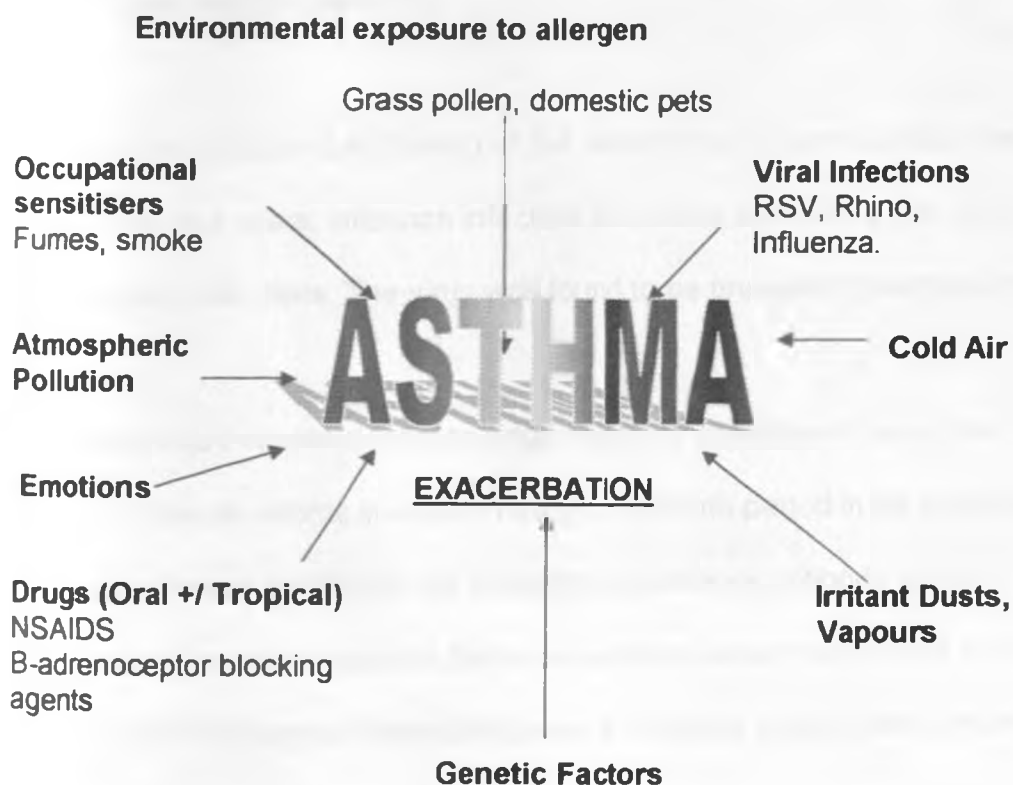 Environmental exposure to allergen
Grass pollen, domestic pets
Occupational
sensitisers
Fumes, smoke
Viral Infections
RSV, Rhino,
Influenza.
ASTHMA
Atmospheric
Pollution
Cold Air
Emotions
EXACERBATION
Drugs (Oral +/ Tropical)
NSAIDS
B-adrenoceptor blocking
agents
Irritant Dusts,
Vapours
Genetic Factors